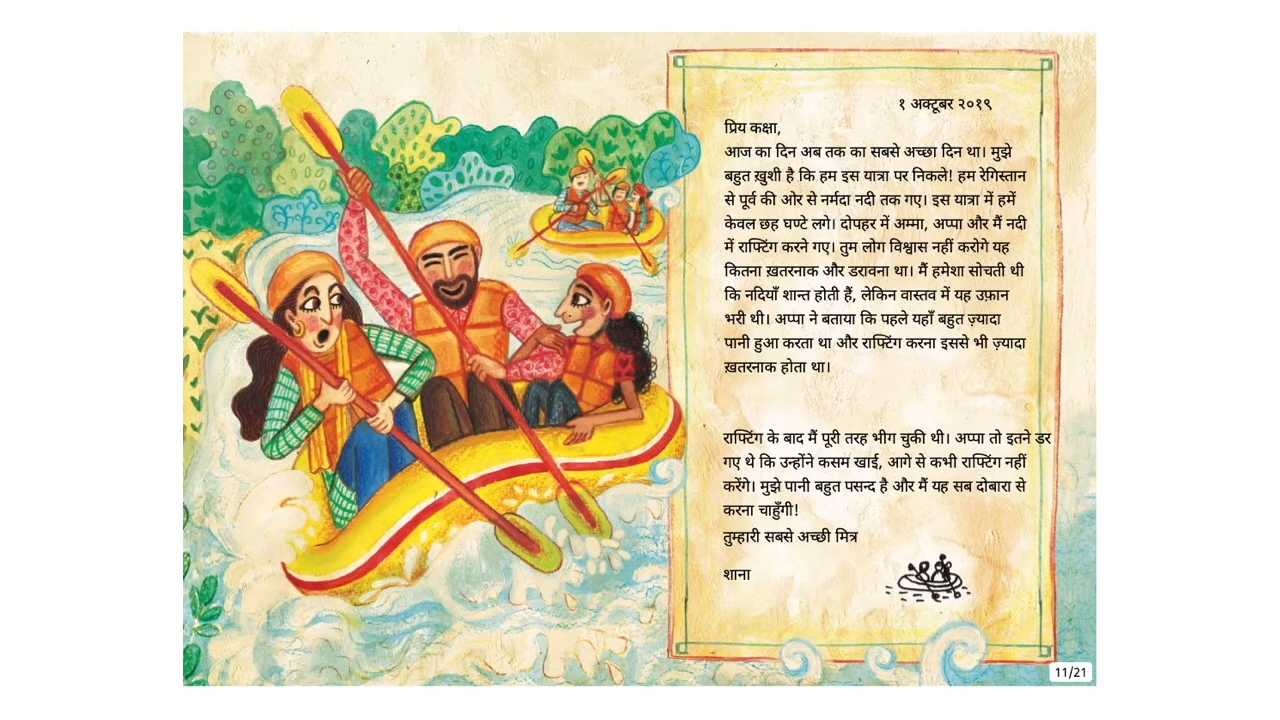 १ अक्टूबर २०१९
प्रिय कक्षा,
आज का दिन अब तक का सबसे अच्छा दिन था। मुझे
बहुत ख़ुशी है कि हम इस यात्रा पर निकले! हम रेगिस्तान
से पूर्व की ओर से नर्मदा नदी तक गए। इस यात्रा में हमें
केवल छह घण्टे लगे। दोपहर में अम्मा, अप्पा और मैं नदी
में राफ्टिंग करने गए। तुम लोग विश्वास नहीं करोगे यह
कितना ख़तरनाक और डरावना था। मैं हमेशा सोचती थी
कि नदियाँ शान्त होती हैं, लेकिन वास्तव में यह उफ़ान
भरी थी। अप्पा ने बताया कि पहले यहाँ बहुत ज़्यादा
पानी हुआ करता था और राफ्टिंग करना इससे भी ज़्यादा
ख़तरनाक होता था।
राफ्टिंग के बाद मैं पूरी तरह भीग चुकी थी। अप्पा तो इतने डर
गए थे कि उन्होंने कसम खाई, आगे से कभी राफ्टिंग नहीं
करेंगे। मुझे पानी बहुत पसन्द है और मैं यह सब दोबारा से
करना चाहुँगी!
तुम्हारी सबसे अच्छी मित्र
शाना
11/21